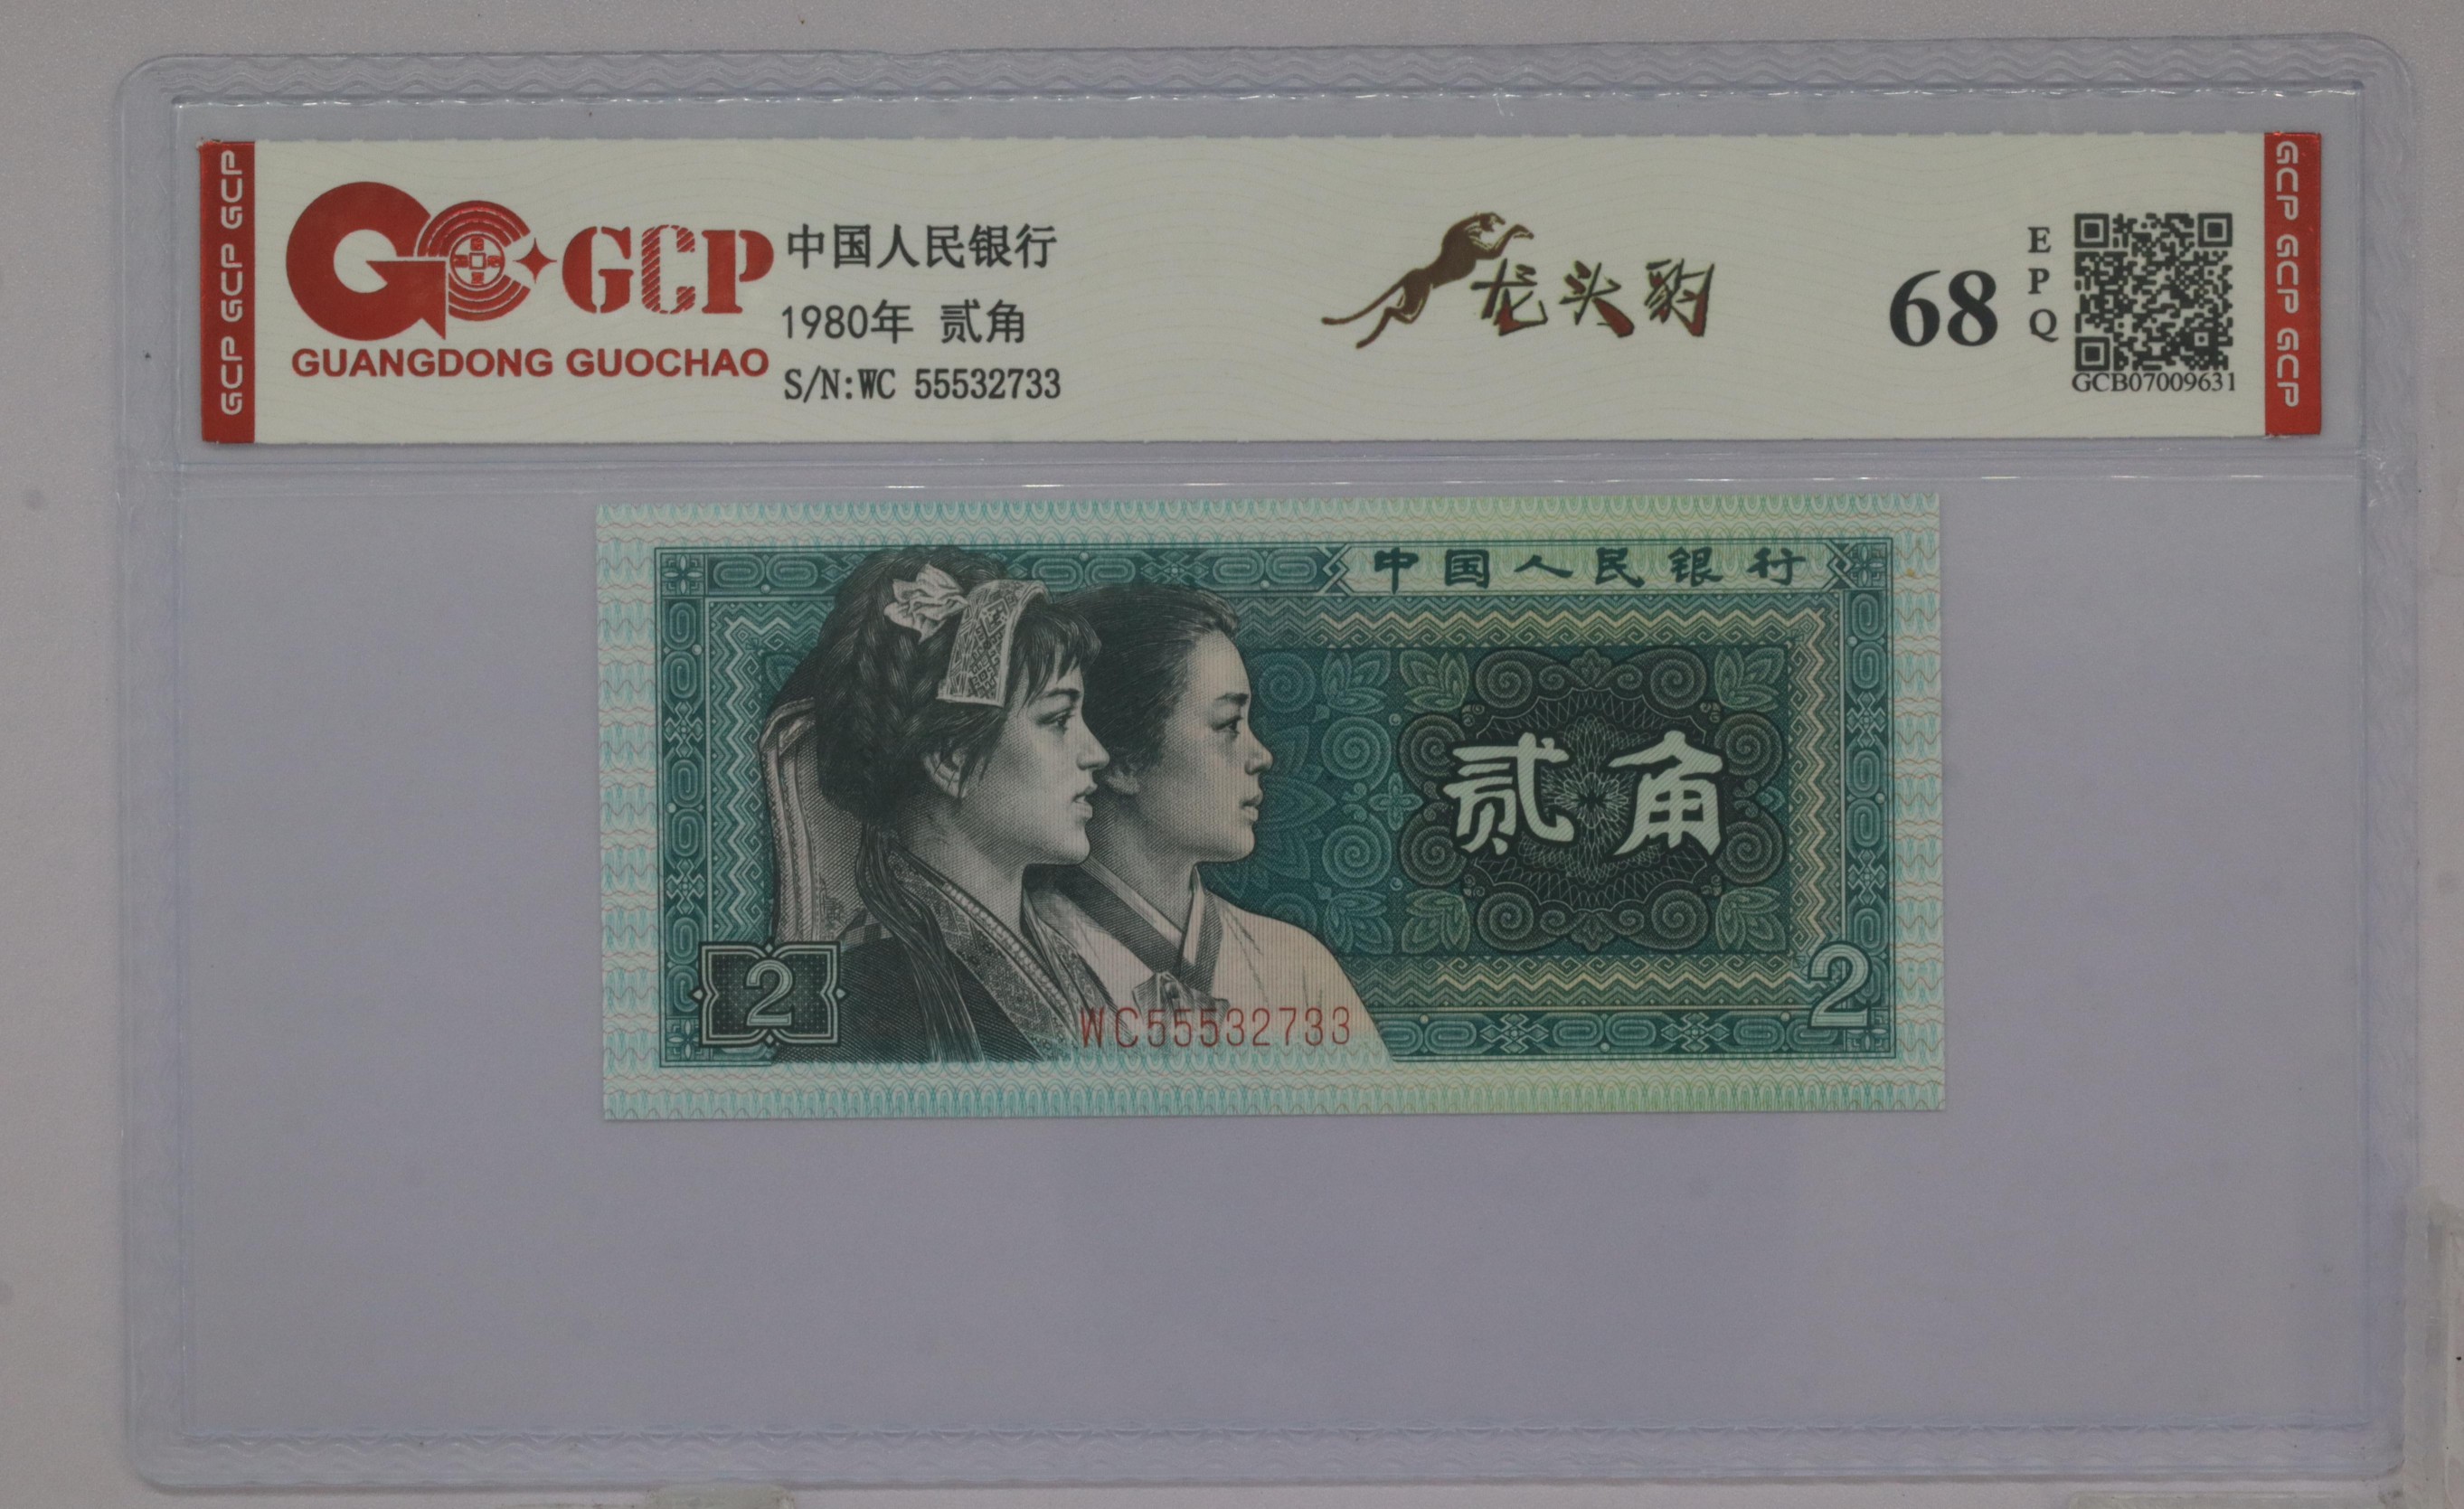 GCP GCP GCP
GCP
GUANGDONG GUOCHAO
中国人民银行
1980年 贰角
S/N:WC 55532733
龙头豹
68
EPQ
GCB07009631
GCP GCP GCP
中国人民银行
贰角
2
2
WC55532733